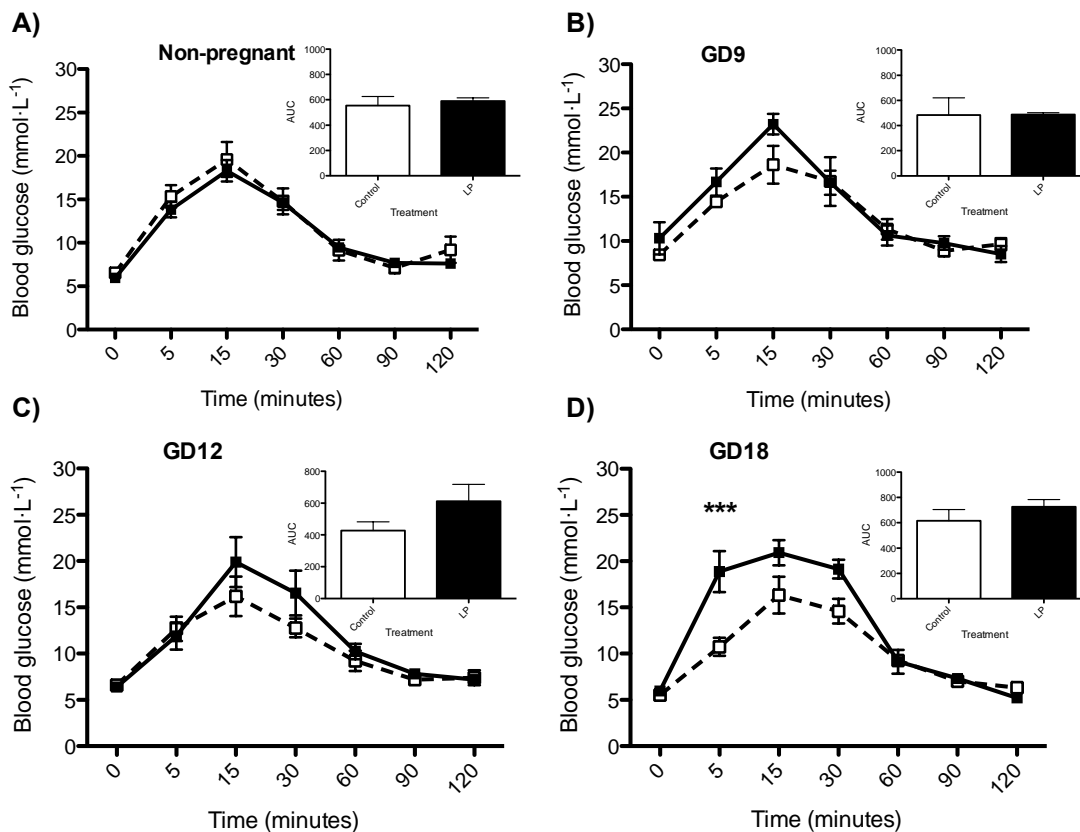 A)
Non-pregnant
Blood glucose (mmol·L⁻¹)
30
25
20
15
10
5
0
0 5 15 30 60 90 120
Time (minutes)
AUC
1000
800
600
400
200
0
Control LP
Treatment
B)
GD9
Blood glucose (mmol·L⁻¹)
30
25
20
15
10
5
0
0 5 15 30 60 90 120
Time (minutes)
AUC
1000
800
600
400
200
0
Control LP
Treatment
C)
GD12
Blood glucose (mmol·L⁻¹)
30
25
20
15
10
5
0
0 5 15 30 60 90 120
Time (minutes)
AUC
800
600
400
200
0
Control LP
Treatment
D)
GD18
***
Blood glucose (mmol·L⁻¹)
30
25
20
15
10
5
0
0 5 15 30 60 90 120
Time (minutes)
AUC
1000
800
600
400
200
0
Control LP
Treatment